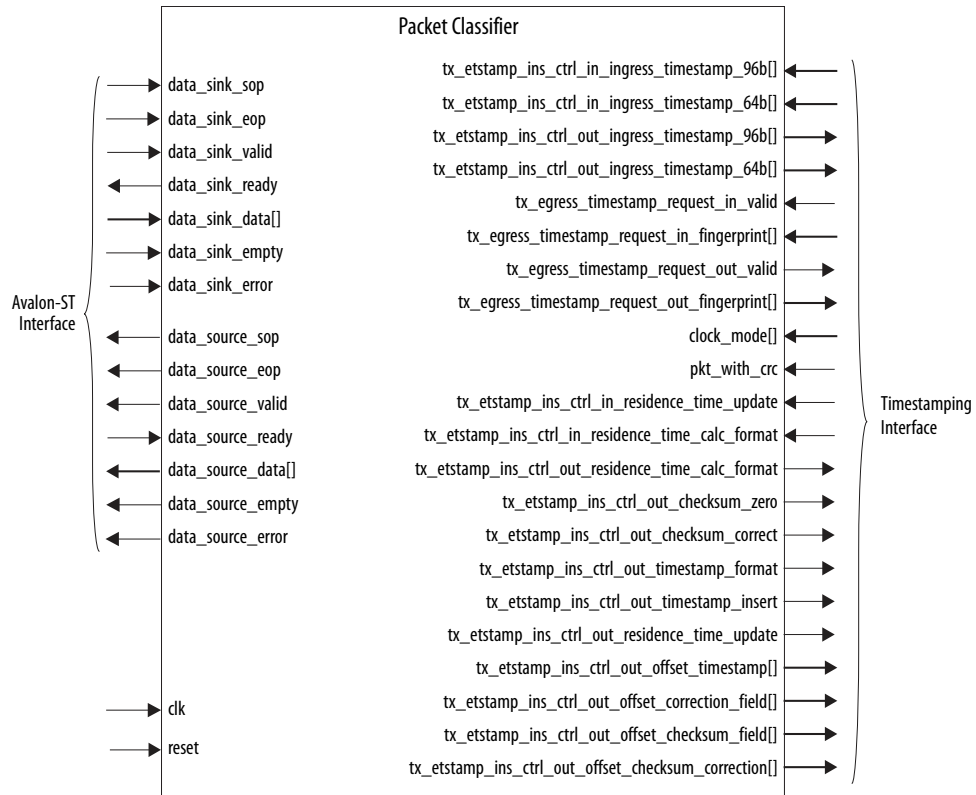 Packet Classifier
Avalon-ST
Interface
data_sink_sop
data_sink_eop
data_sink_valid
data_sink_ready
data_sink_data[]
data_sink_empty
data_sink_error
data_source_sop
data_source_eop
data_source_valid
data_source_ready
data_source_data[]
data_source_empty
data_source_error
clk
reset
tx_etstamp_ins_ctrl_in_ingress_timestamp_96b[]
tx_etstamp_ins_ctrl_in_ingress_timestamp_64b[]
tx_etstamp_ins_ctrl_out_ingress_timestamp_96b[]
tx_etstamp_ins_ctrl_out_ingress_timestamp_64b[]
tx_egress_timestamp_request_in_valid
tx_egress_timestamp_request_in_fingerprint[]
tx_egress_timestamp_request_out_valid
tx_egress_timestamp_request_out_fingerprint[]
clock_mode[]
pkt_with_crc
tx_etstamp_ins_ctrl_in_residence_time_update
tx_etstamp_ins_ctrl_in_residence_time_calc_format
tx_etstamp_ins_ctrl_out_residence_time_calc_format
tx_etstamp_ins_ctrl_out_checksum_zero
tx_etstamp_ins_ctrl_out_checksum_correct
tx_etstamp_ins_ctrl_out_timestamp_format
tx_etstamp_ins_ctrl_out_timestamp_insert
tx_etstamp_ins_ctrl_out_residence_time_update
tx_etstamp_ins_ctrl_out_offset_timestamp[]
tx_etstamp_ins_ctrl_out_offset_correction_field[]
tx_etstamp_ins_ctrl_out_offset_checksum_field[]
tx_etstamp_ins_ctrl_out_offset_checksum_correction[]
Timestamping
Interface